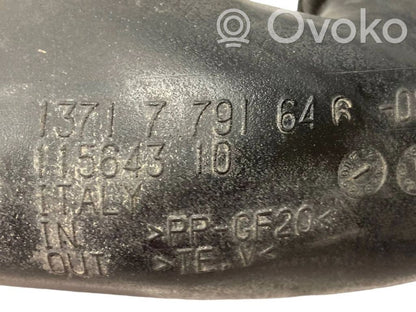 Ovoko
1371 7 791 646 -0
115643 10
ITALY
IN >PP-GF20<
OUT >TE.V<